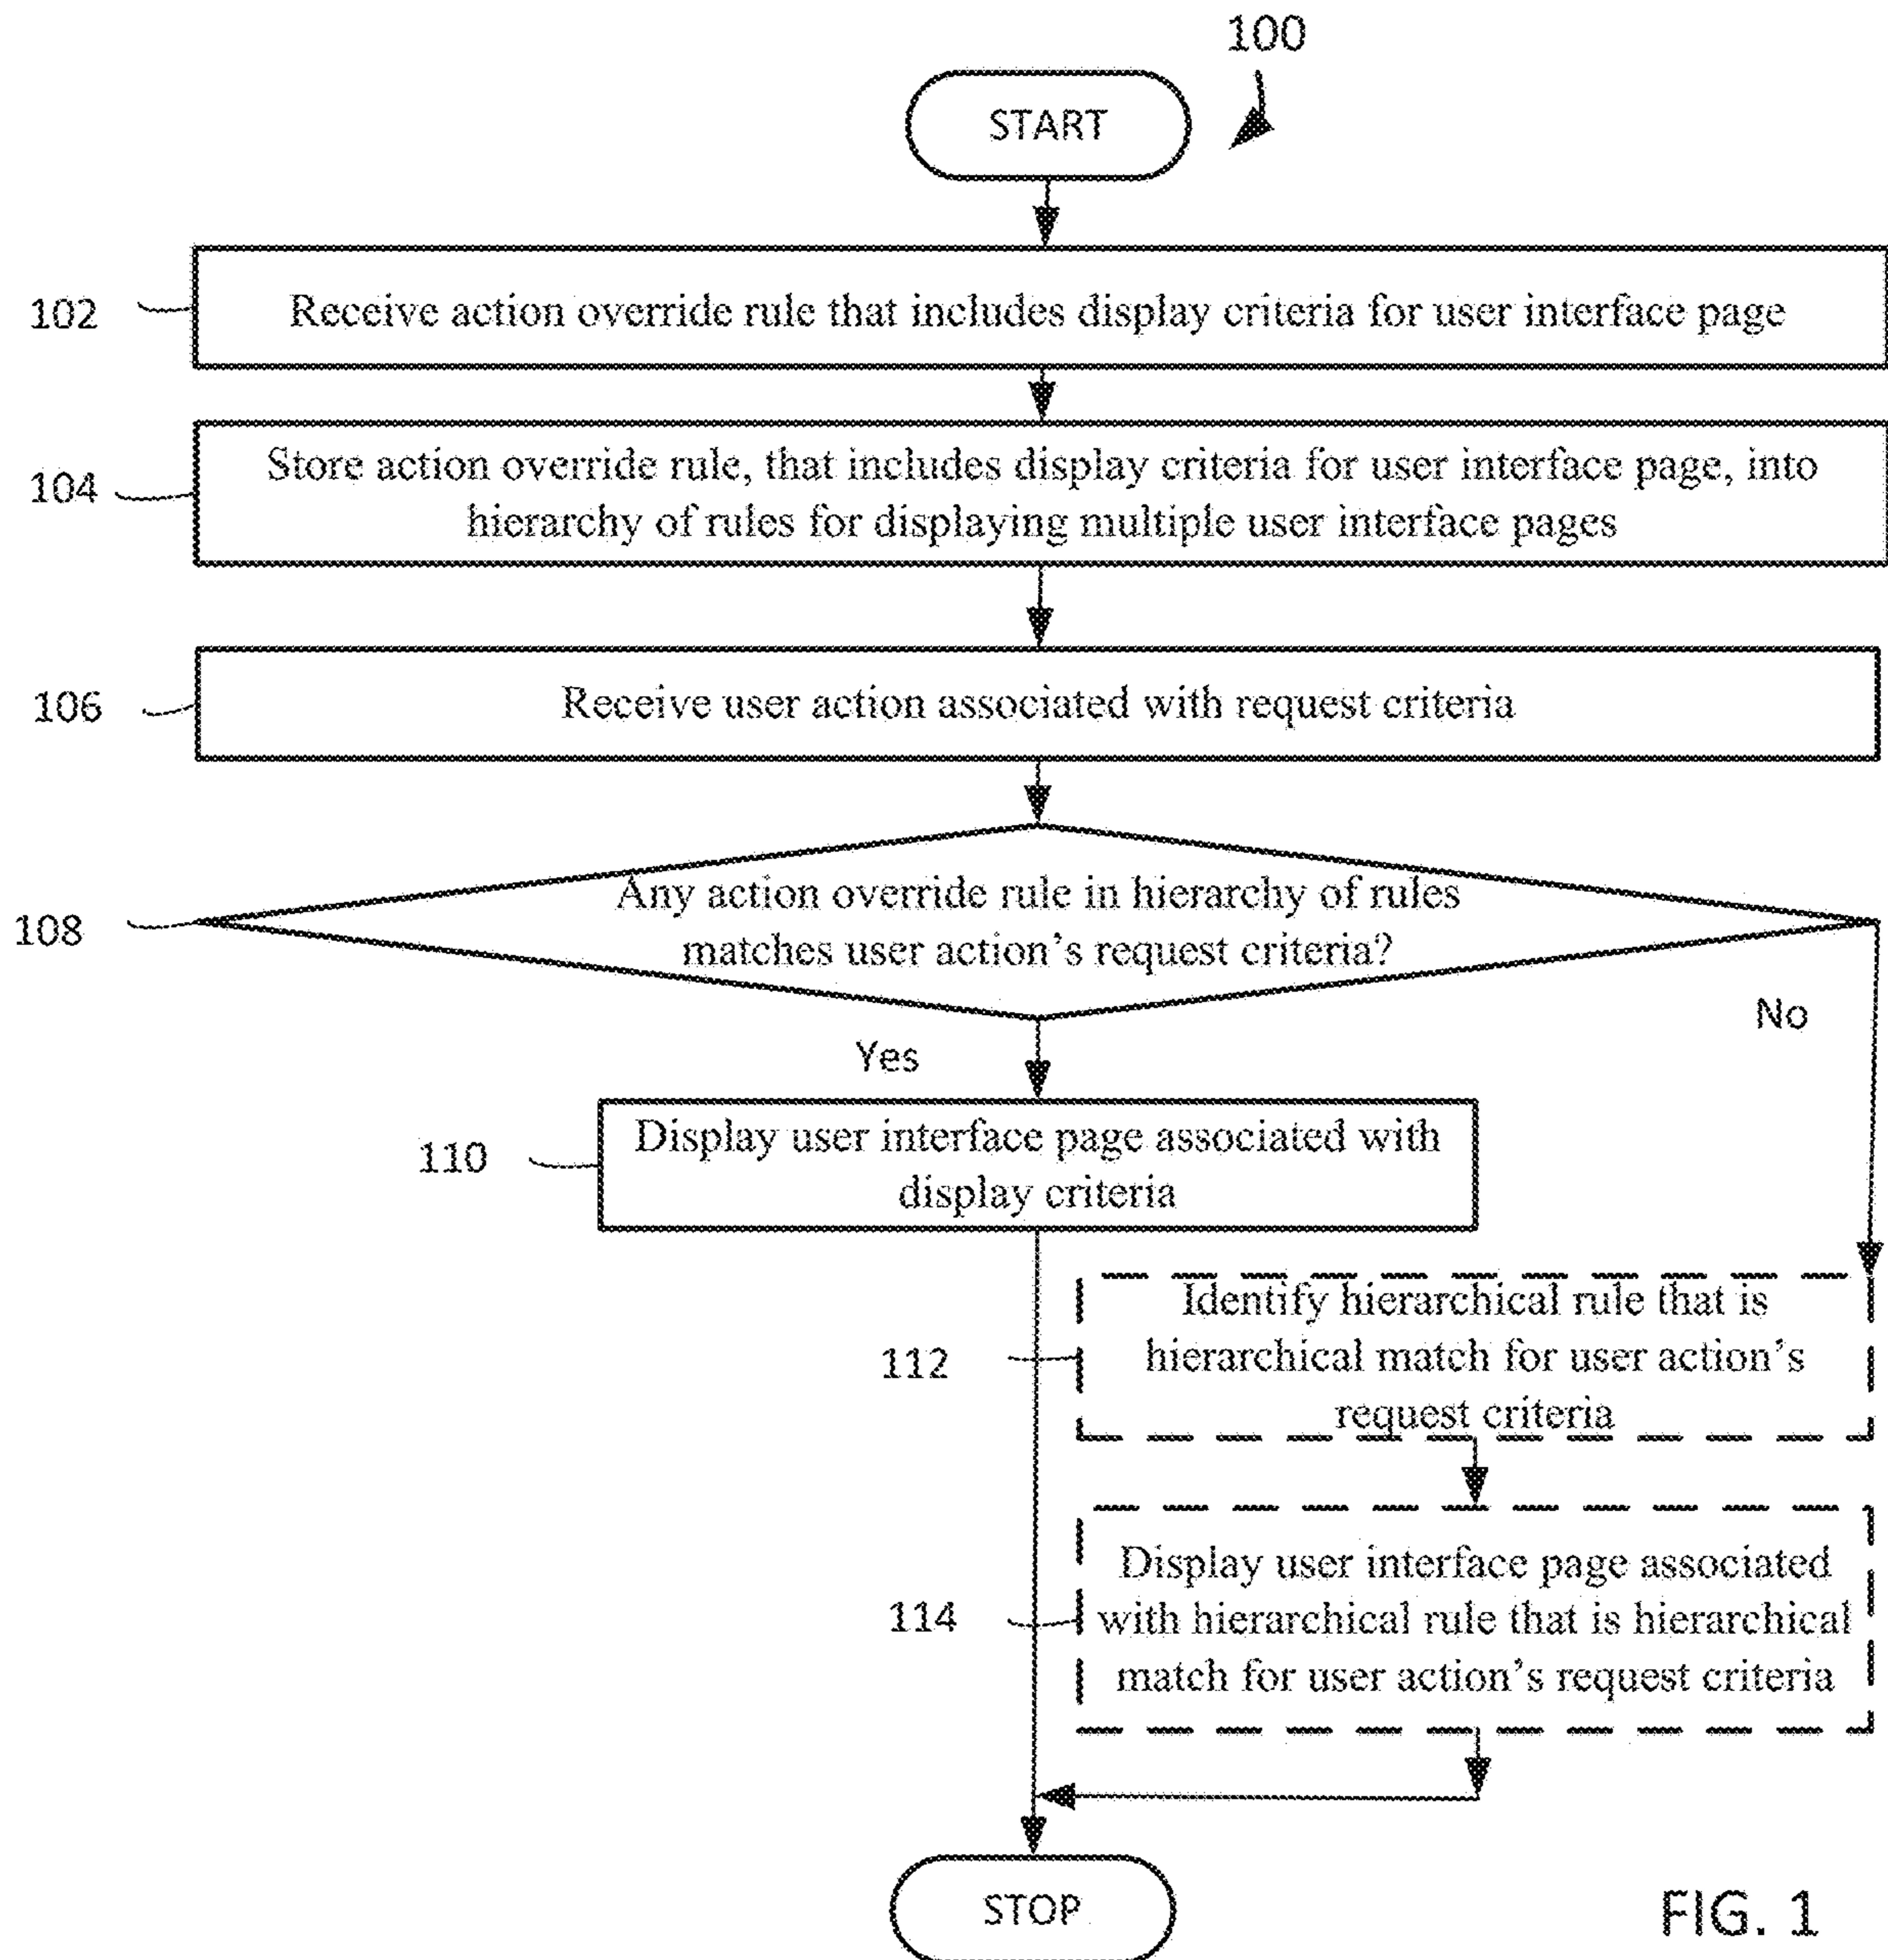 100
START
102
Receive action override rule that includes display criteria for user interface page
104
Store action override rule, that includes display criteria for user interface page, into
hierarchy of rules for displaying multiple user interface pages
106
Receive user action associated with request criteria
108
Any action override rule in hierarchy of rules
matches user action's request criteria?
No
Yes
110
Display user interface page associated with
display criteria
112
Identify hierarchical rule that is
hierarchical match for user action's
request criteria
114
Display user interface page associated
with hierarchical rule that is hierarchical
match for user action's request criteria
STOP
FIG. 1